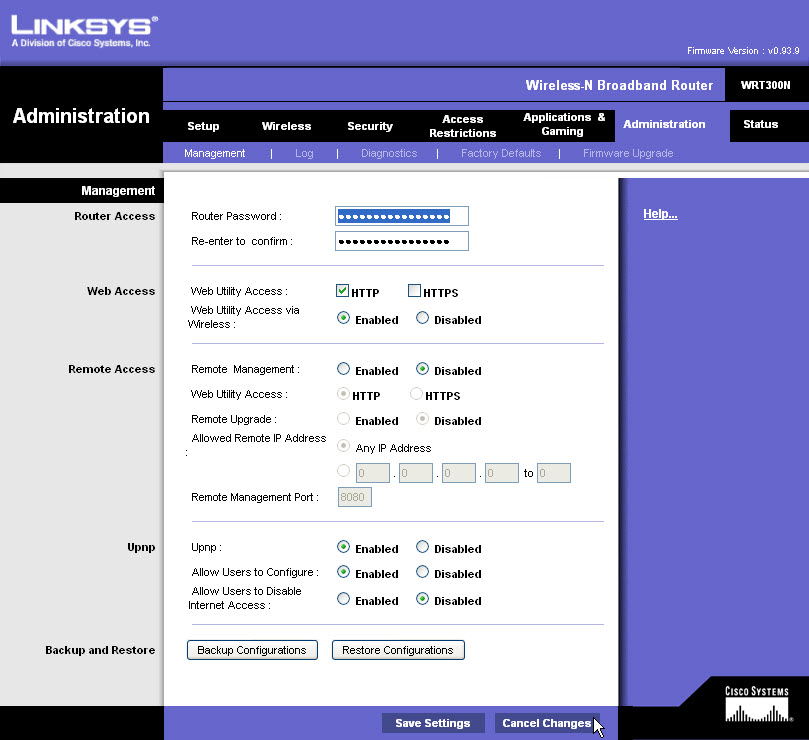 LINKSYS®
A Division of Cisco Systems, Inc.
Firmware Version : v0.93.9
Wireless-N Broadband Router WRT300N
Administration
Setup Wireless Security Access Restrictions Applications & Gaming Administration Status
Management | Log | Diagnostics | Factory Defaults | Firmware Upgrade
Management
Router Access
Router Password :
Re-enter to confirm :
Help...
Web Access
Web Utility Access : HTTP HTTPS
Web Utility Access via Wireless : Enabled Disabled
Remote Access
Remote Management : Enabled Disabled
Web Utility Access : HTTP HTTPS
Remote Upgrade : Enabled Disabled
Allowed Remote IP Address : Any IP Address
0 . 0 . 0 . 0 to 0
Remote Management Port : 8080
Upnp
Upnp : Enabled Disabled
Allow Users to Configure : Enabled Disabled
Allow Users to Disable Internet Access : Enabled Disabled
Backup and Restore
Backup Configurations Restore Configurations
Save Settings Cancel Changes
CISCO SYSTEMS